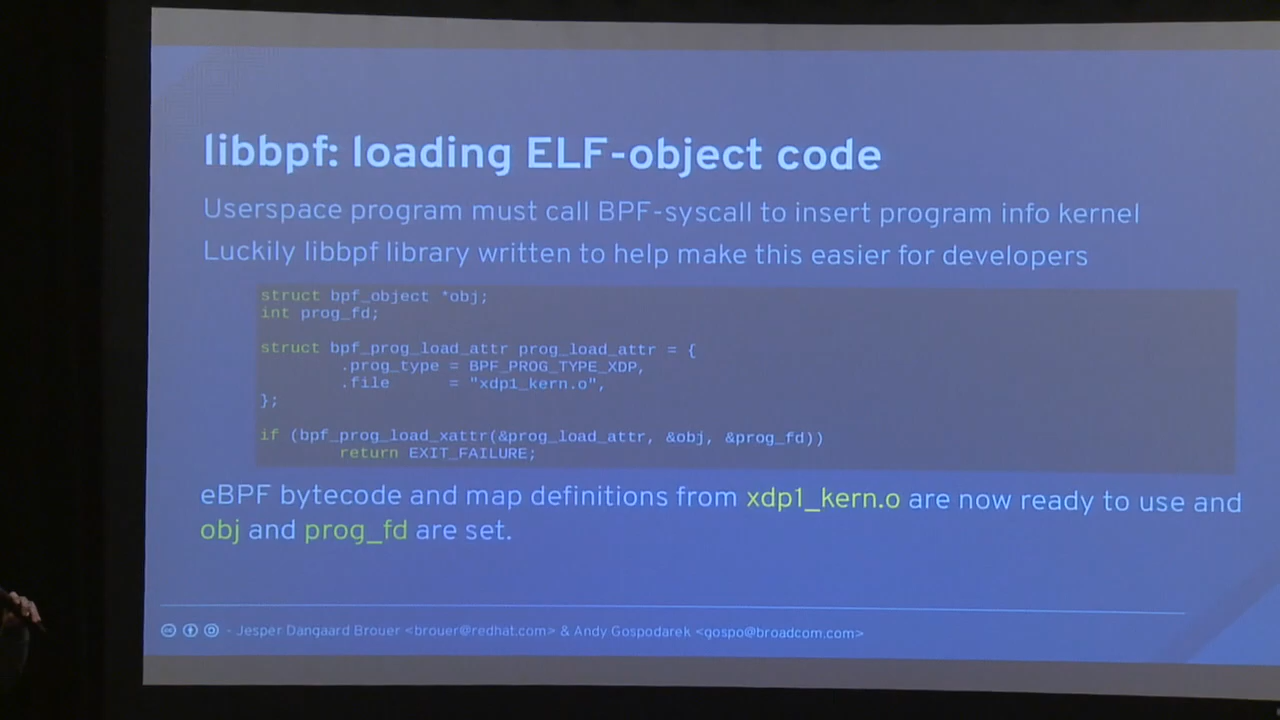 libbpf: loading ELF-object code
Userspace program must call BPF-syscall to insert program info kernel
Luckily libbpf library written to help make this easier for developers
struct bpf_object *obj;
int prog_fd;
struct bpf_prog_load_attr prog_load_attr = {
.prog_type = BPF_PROG_TYPE_XDP,
.file = "xdp1_kern.o",
};
if (bpf_prog_load_xattr(&prog_load_attr, &obj, &prog_fd))
return EXIT_FAILURE;
eBPF bytecode and map definitions from xdp1_kern.o are now ready to use and
obj and prog_fd are set.
- Jesper Dangaard Brouer <brouer@redhat.com> & Andy Gospodarek <gospo@broadcom.com>